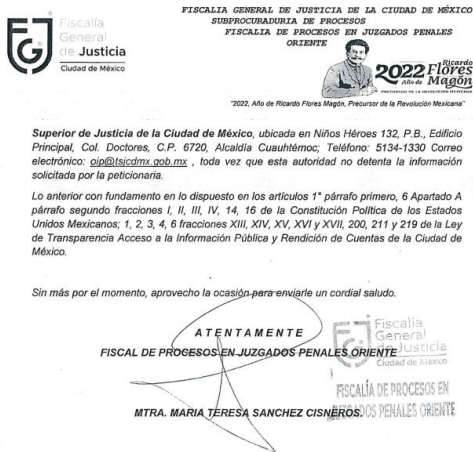 FISCALIA GENERAL DE JUSTICIA DE LA CIUDAD DE MÉXICO
SUBPROCURADURIA DE PROCESOS
FISCALIA DE PROCESOS EN JUZGADOS PENALES
ORIENTE
Fiscalía
General
de Justicia
Ciudad de México
2022 Ricardo
Año de Flores
Magón
PRECURSOR DE LA REVOLUCIÓN MEXICANA
"2022, Año de Ricardo Flores Magón, Precursor de la Revolución Mexicana"
Superior de Justicia de la Ciudad de México, ubicada en Niños Héroes 132, P.B., Edificio
Principal, Col. Doctores, C.P. 6720, Alcaldía Cuauhtémoc; Teléfono: 5134-1330 Correo
electrónico: oip@tsjcdmx.gob.mx , toda vez que esta autoridad no detenta la información
solicitada por la peticionaria.
Lo anterior con fundamento en lo dispuesto en los artículos 1° párrafo primero, 6 Apartado A
párrafo segundo fracciones I, II, III, IV, 14, 16 de la Constitución Política de los Estados
Unidos Mexicanos; 1, 2, 3, 4, 6 fracciones XIII, XIV, XV, XVI y XVII, 200, 211 y 219 de la Ley
de Transparencia Acceso a la Información Pública y Rendición de Cuentas de la Ciudad de
México.
Sin más por el momento, aprovecho la ocasión para enviarle un cordial saludo.
A T E N T A M E N T E
FISCAL DE PROCESOS EN JUZGADOS PENALES ORIENTE
Fiscalía
General
de Justicia
Ciudad de México
FISCALÍA DE PROCESOS EN
JUZGADOS PENALES ORIENTE
MTRA. MARIA TERESA SANCHEZ CISNEROS.